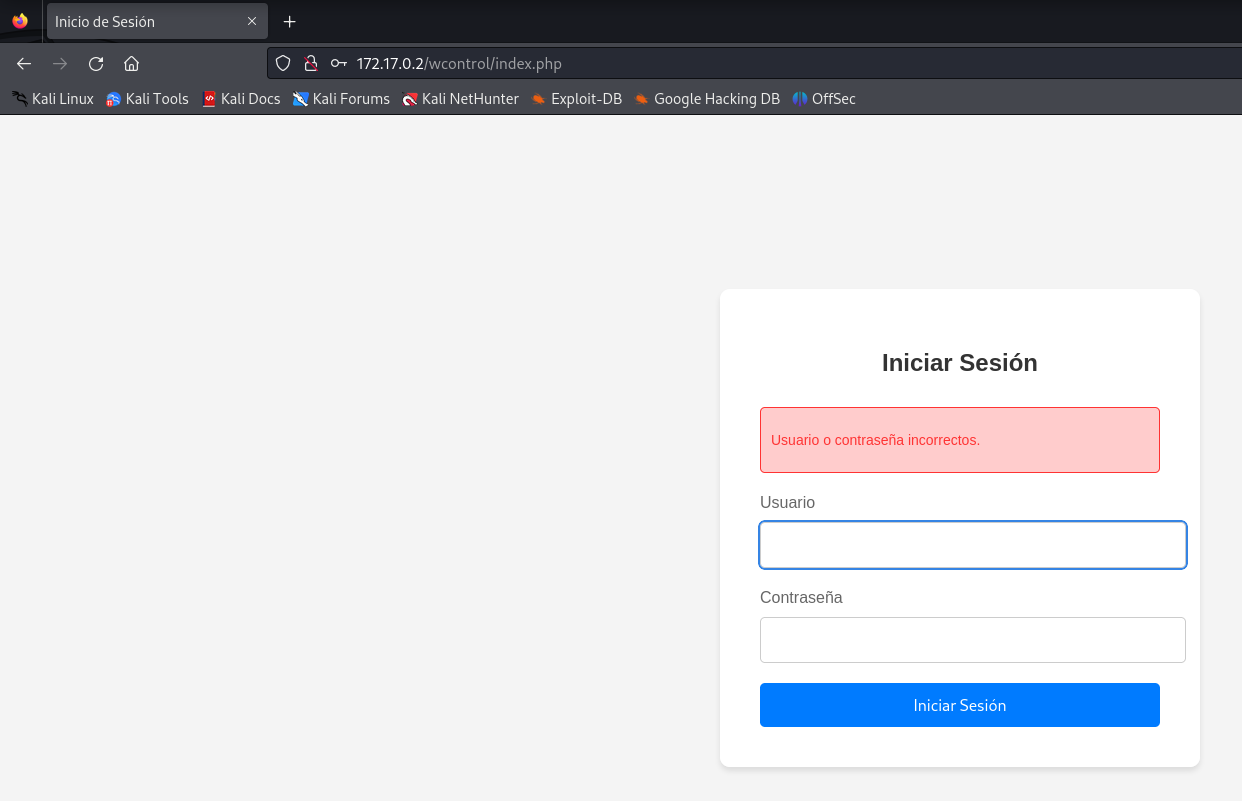 Inicio de Sesión
172.17.0.2/wcontrol/index.php
Kali Linux Kali Tools Kali Docs Kali Forums Kali NetHunter Exploit-DB Google Hacking DB OffSec
Iniciar Sesión
Usuario o contraseña incorrectos.
Usuario
Contraseña
Iniciar Sesión